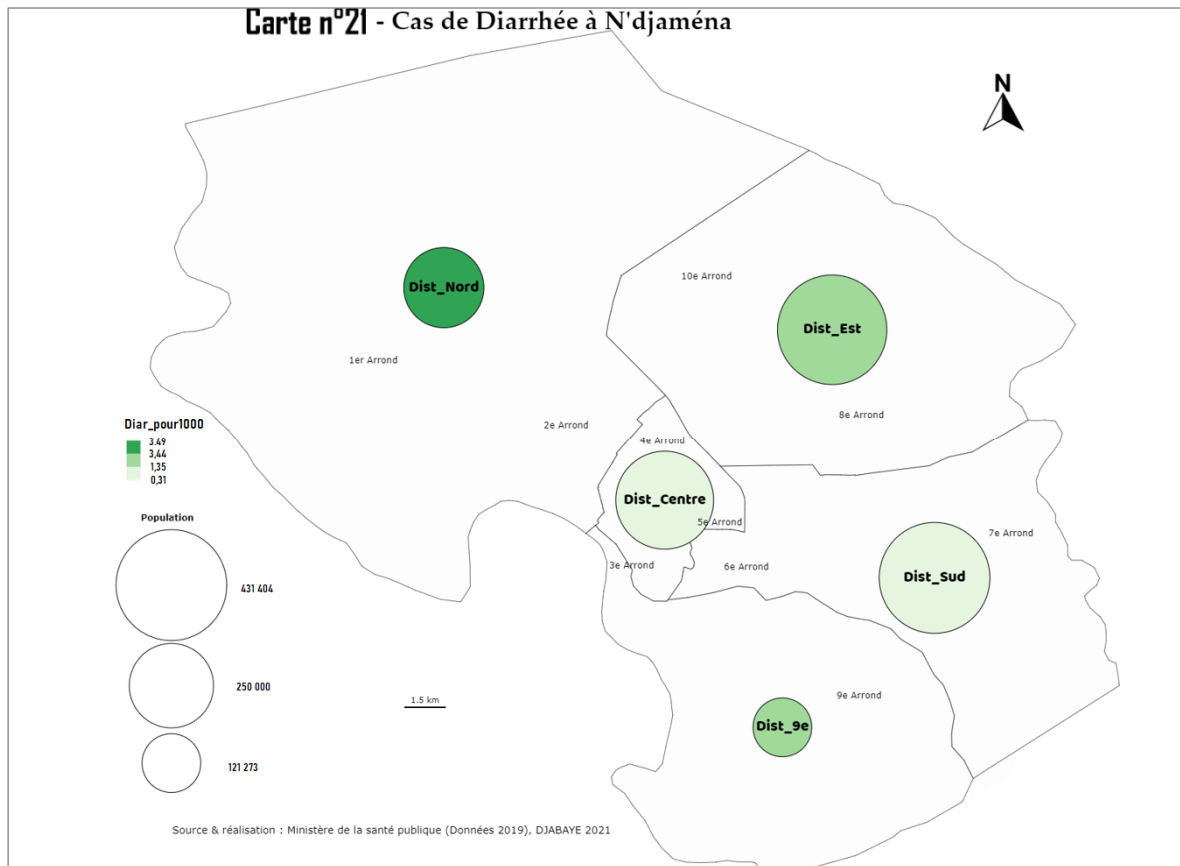 Carte n°21 - Cas de Diarrhée à N'djaména
N
10e Arrond
Dist_Nord
Dist_Est
1er Arrond
8e Arrond
2e Arrond
4e Arrond
Diar_pour1000
3.49
3,44
1,35
0,31
Dist_Centre
5e Arrond
7e Arrond
Population
3e Arrond
6e Arrond
Dist_Sud
431 404
250 000
1.5 km
9e Arrond
Dist_9e
121 273
Source & réalisation : Ministère de la santé publique (Données 2019), DJABAYE 2021